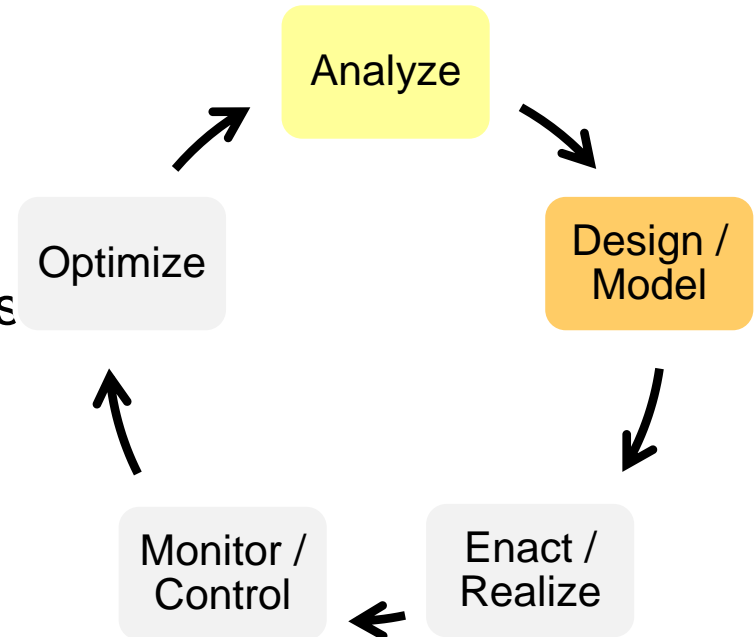 Analyze
Design /
Model
Optimize
s
Monitor /
Control
Enact /
Realize